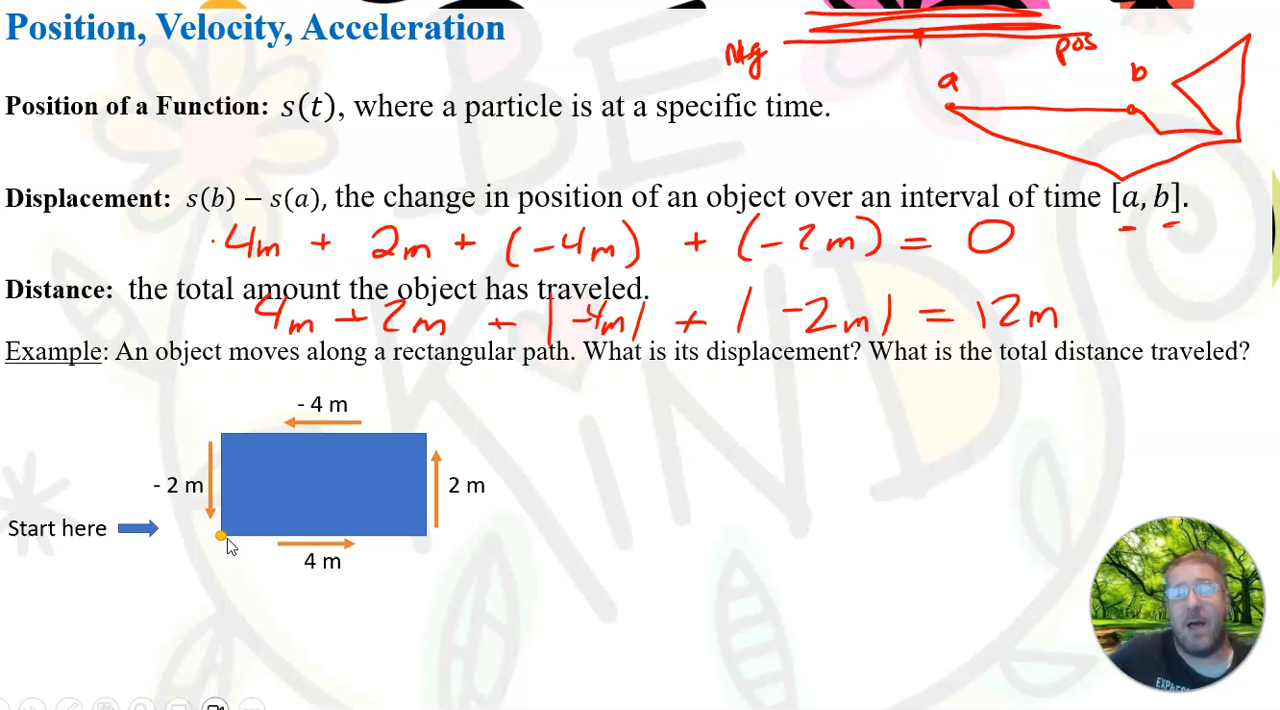 Position, Velocity, Acceleration
Neg
pos
a
b
Position of a Function: s(t), where a particle is at a specific time.
Displacement: s(b) − s(a), the change in position of an object over an interval of time [a, b].
4m + 2m + (-4m) + (-2m) = 0
Distance: the total amount the object has traveled.
4m + 2m + |-4m| + |-2m| = 12m
Example: An object moves along a rectangular path. What is its displacement? What is the total distance traveled?
- 4 m
- 2 m
2 m
Start here
4 m
BE
KIND